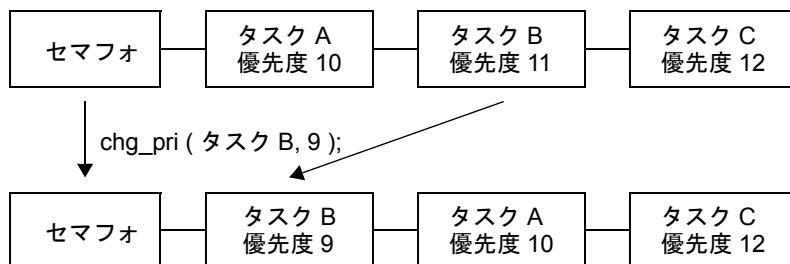 セマフォ
タスク A
優先度 10
タスク B
優先度 11
タスク C
優先度 12
chg_pri ( タスク B, 9 );
セマフォ
タスク B
優先度 9
タスク A
優先度 10
タスク C
優先度 12